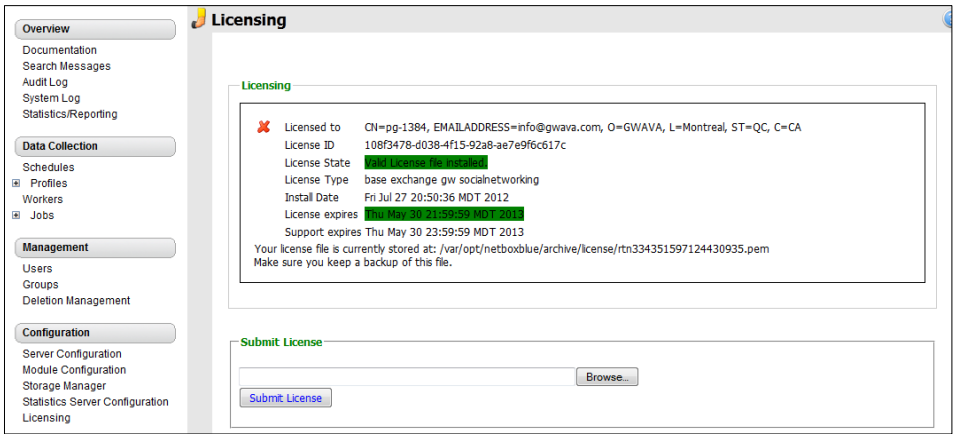 Overview
Documentation
Search Messages
Audit Log
System Log
Statistics/Reporting
Data Collection
Schedules
Profiles
Workers
Jobs
Management
Users
Groups
Deletion Management
Configuration
Server Configuration
Module Configuration
Storage Manager
Statistics Server Configuration
Licensing
Licensing
Licensing
Licensed to CN=pg-1384, EMAILADDRESS=info@gwava.com, O=GWAVA, L=Montreal, ST=QC, C=CA
License ID 108f3478-d038-4f15-92a8-ae7e9f6c617c
License State Valid License file installed.
License Type base exchange gw socialnetworking
Install Date Fri Jul 27 20:50:36 MDT 2012
License expires Thu May 30 21:59:59 MDT 2013
Support expires Thu May 30 23:59:59 MDT 2013
Your license file is currently stored at: /var/opt/netboxblue/archive/license/rtn334351597124430935.pem
Make sure you keep a backup of this file.
Submit License
Browse...
Submit License